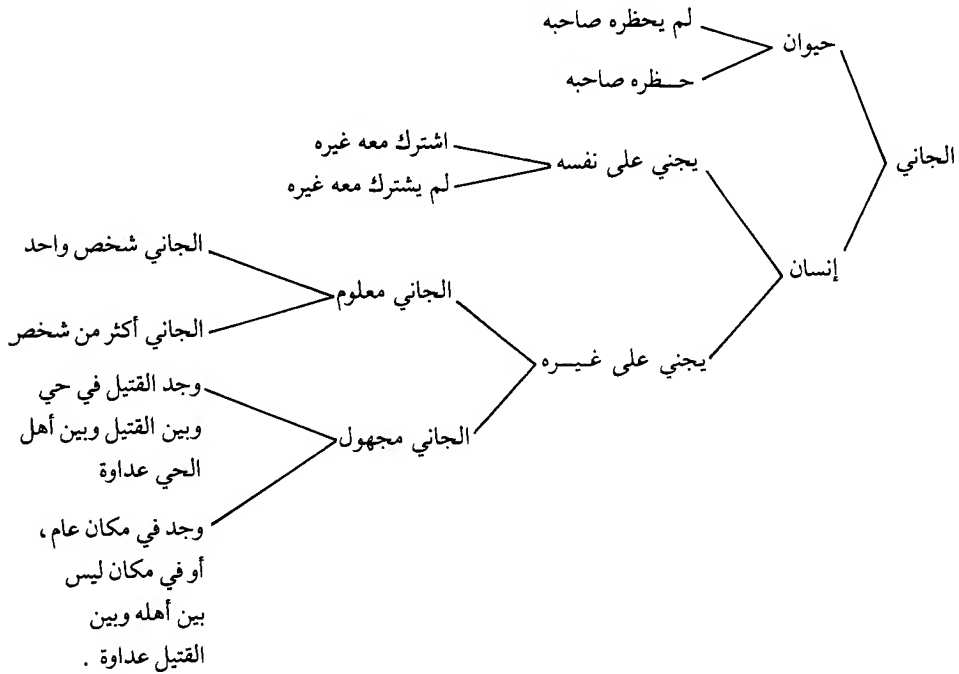 الجاني
حيوان
لم يحظره صاحبه
حـــظره صاحبه
إنسان
يجني على نفسه
اشترك معه غيره
لم يشترك معه غيره
يجني على غـيـــره
الجاني معلوم
الجاني شخص واحد
الجاني أكثر من شخص
الجاني مجهول
وجد القتيل في حي
وبين القتيل وبين أهل
الحي عداوة
وجد في مكان عام ،
أو في مكان ليس
بين أهله وبين
القتيل عداوة .